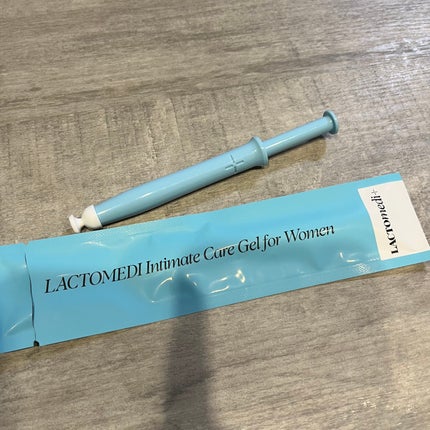 LACTOMEDI Intimate Care Gel for Women
LACTOmedi+